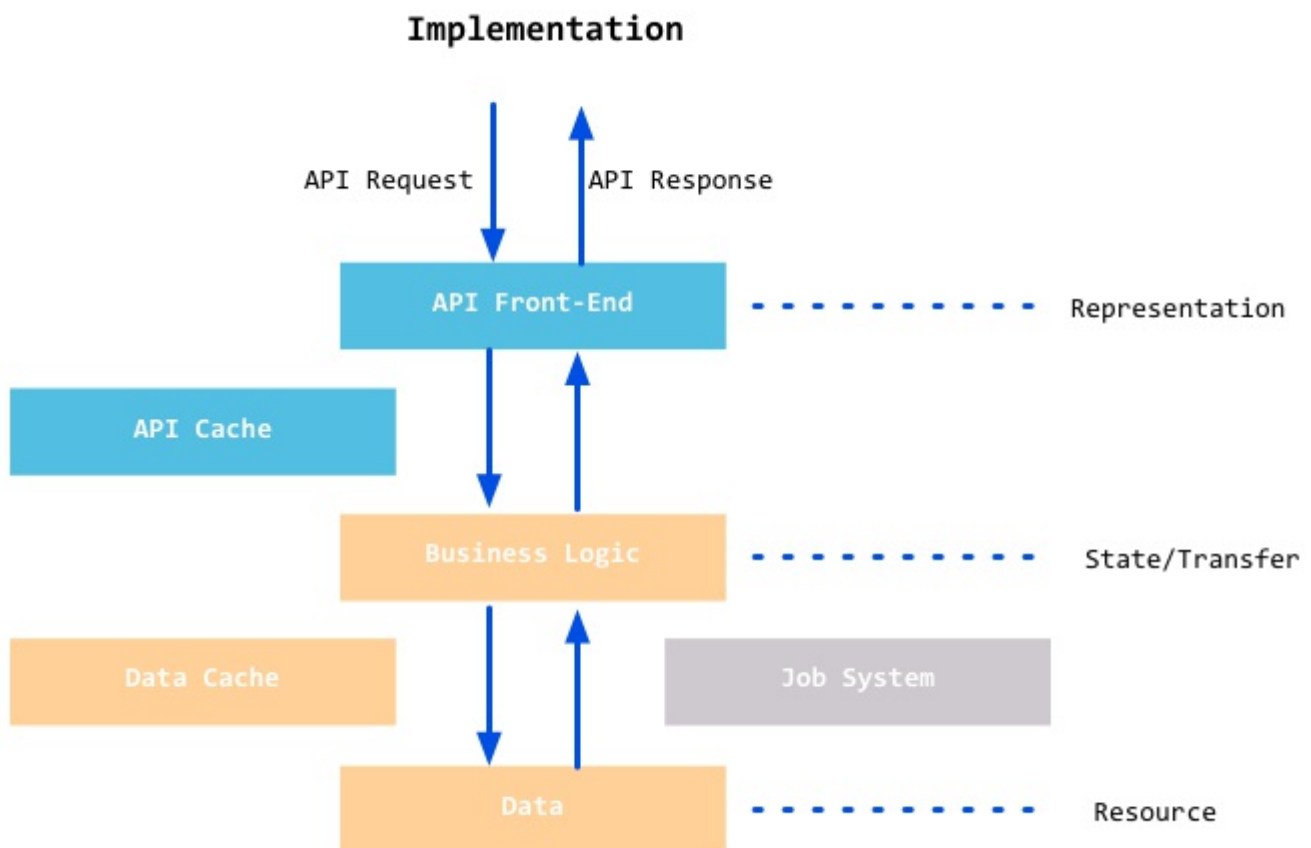 Implementation
API Request
API Response
API Front-End
Representation
API Cache
Business Logic
State/Transfer
Data Cache
Job System
Data
Resource